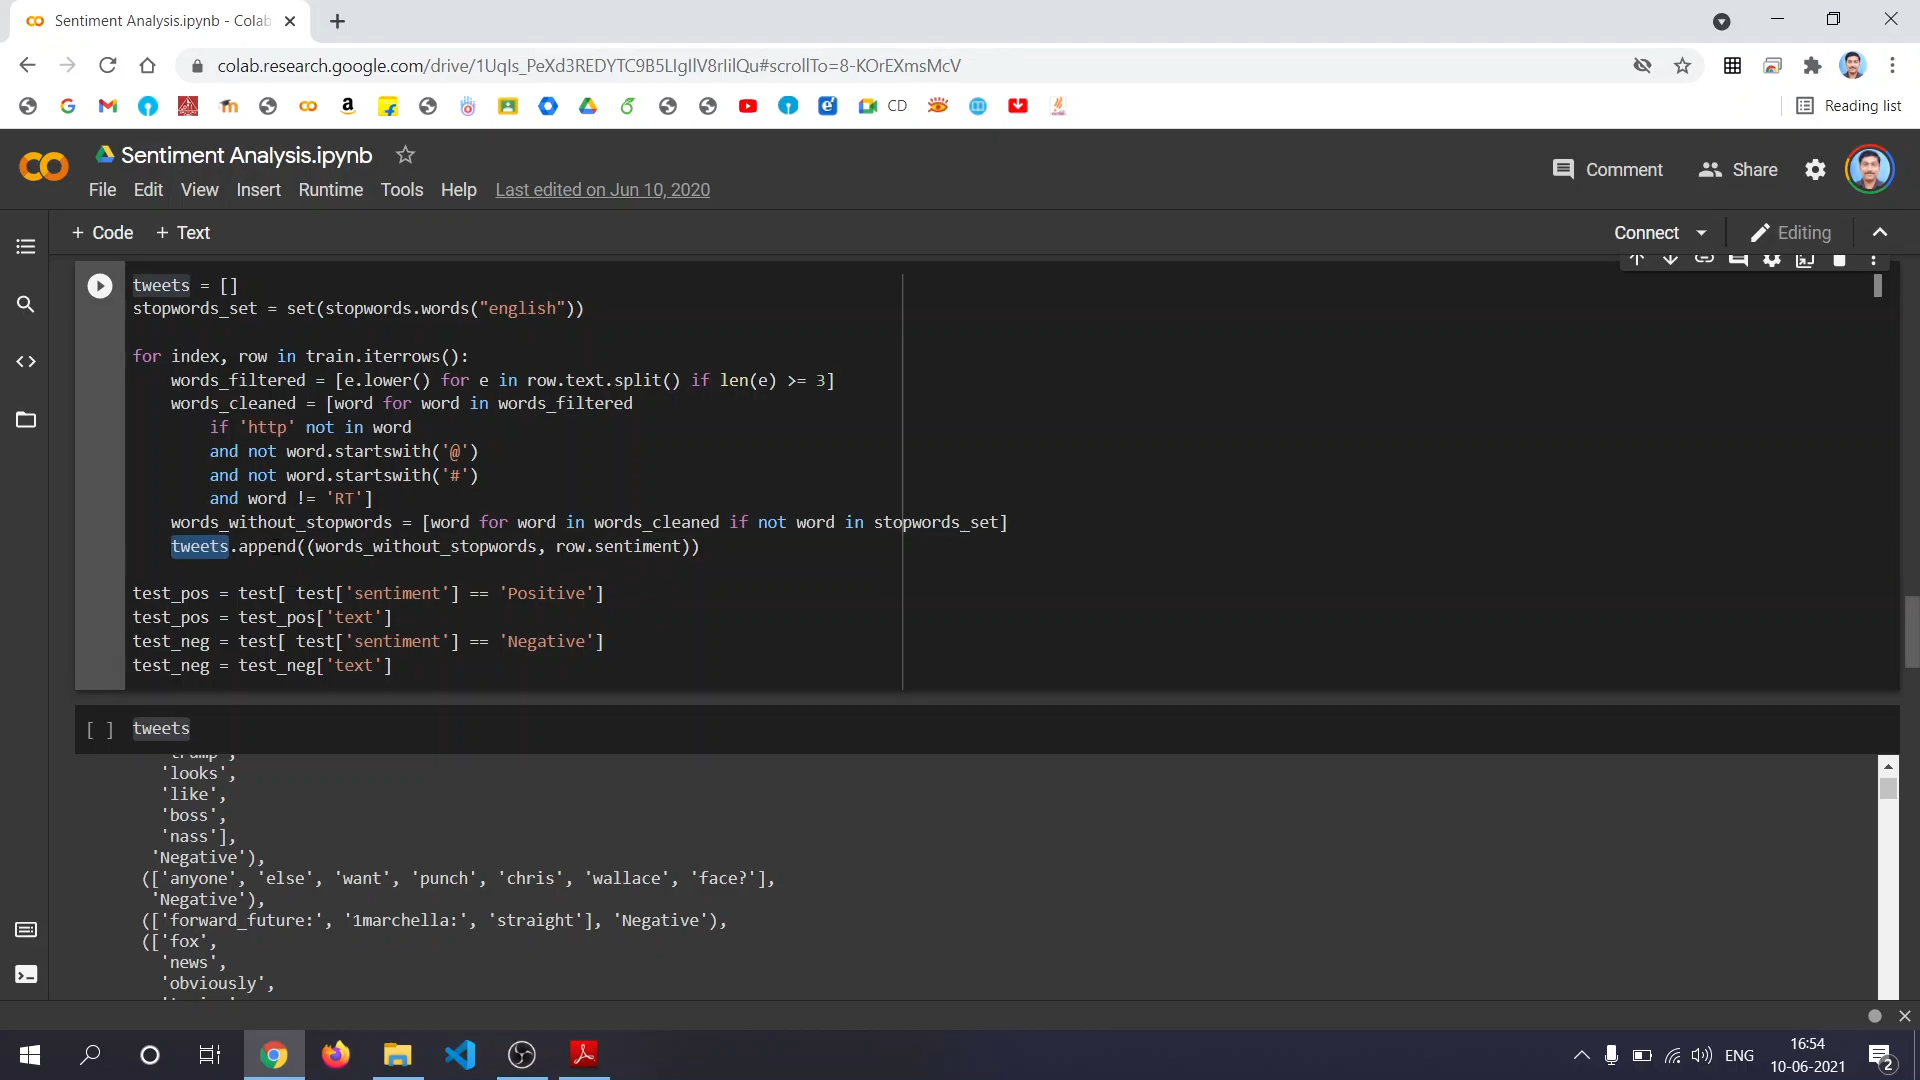 Sentiment Analysis.ipynb - Colab
colab.research.google.com/drive/1UqIs_PeXd3REDYTC9B5LIgIlV8rIilQu#scrollTo=8-KOrEXmsMcV
CD
Reading list
Sentiment Analysis.ipynb
File Edit View Insert Runtime Tools Help Last edited on Jun 10, 2020
Comment Share
+ Code + Text
Connect Editing
tweets = []
stopwords_set = set(stopwords.words("english"))
for index, row in train.iterrows():
    words_filtered = [e.lower() for e in row.text.split() if len(e) >= 3]
    words_cleaned = [word for word in words_filtered
        if 'http' not in word
        and not word.startswith('@')
        and not word.startswith('#')
        and word != 'RT']
    words_without_stopwords = [word for word in words_cleaned if not word in stopwords_set]
    tweets.append((words_without_stopwords, row.sentiment))
test_pos = test[ test['sentiment'] == 'Positive']
test_pos = test_pos['text']
test_neg = test[ test['sentiment'] == 'Negative']
test_neg = test_neg['text']
[ ] tweets
'trump',
'looks',
'like',
'boss',
'nass'],
'Negative'),
(['anyone', 'else', 'want', 'punch', 'chris', 'wallace', 'face?'],
'Negative'),
(['forward_future:', '1marchella:', 'straight'], 'Negative'),
(['fox',
'news',
'obviously',
ENG
16:54
10-06-2021
2